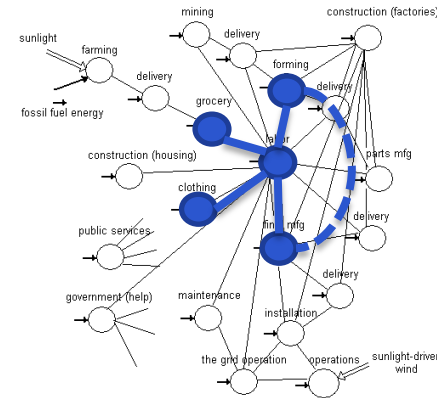 mining
construction (factories)
sunlight
delivery
farming
forming
delivery
delivery
grocery
fossil fuel energy
labor
construction (housing)
parts mfg
clothing
public services
final mfg
delivery
delivery
government (help)
maintenance
installation
the grid operation
operations
sunlight-driven
wind